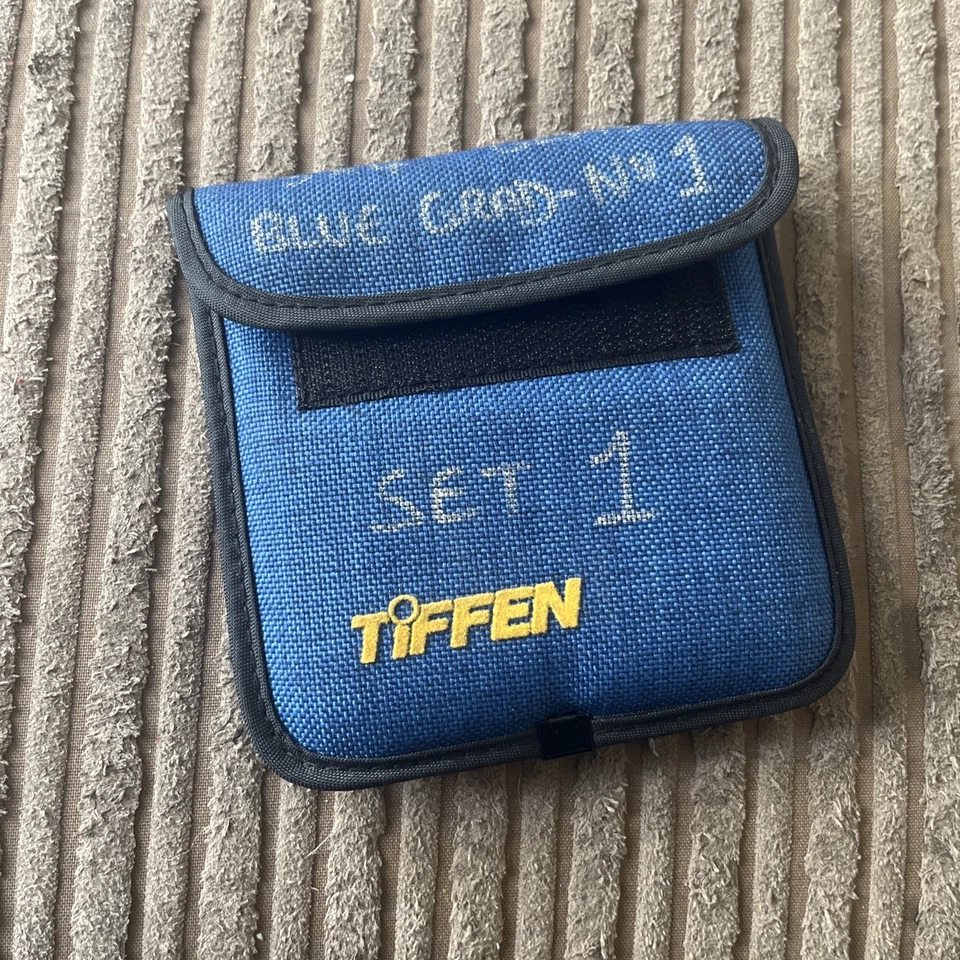 BLUE GRAD-Nº 1
SET 1
TiFFEN